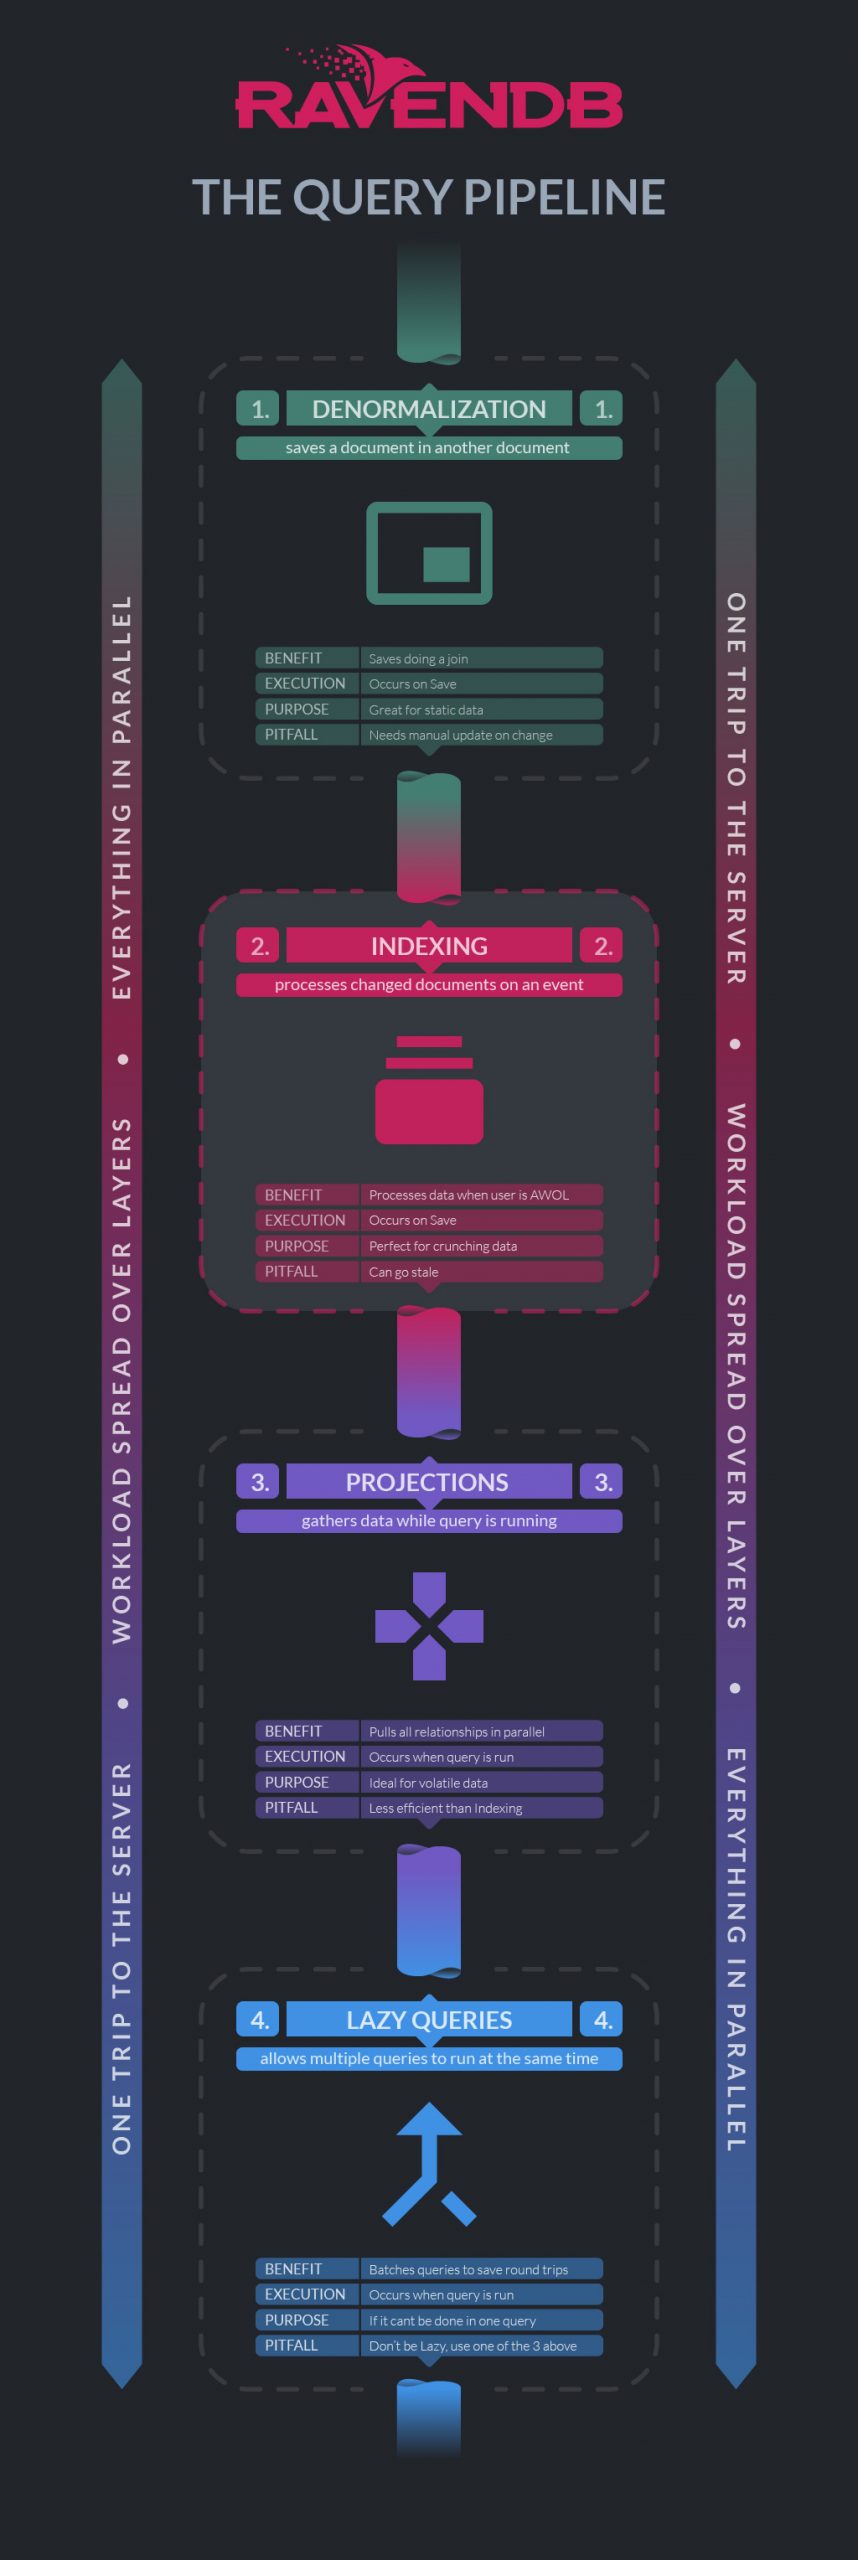 RAVENDB
THE QUERY PIPELINE
1. DENORMALIZATION 1.
saves a document in another document
BENEFIT Saves doing a join
EXECUTION Occurs on Save
PURPOSE Great for static data
PITFALL Needs manual update on change
2. INDEXING 2.
processes changed documents on an event
BENEFIT Processes data when user is AWOL
EXECUTION Occurs on Save
PURPOSE Perfect for crunching data
PITFALL Can go stale
3. PROJECTIONS 3.
gathers data while query is running
BENEFIT Pulls all relationships in parallel
EXECUTION Occurs when query is run
PURPOSE Ideal for volatile data
PITFALL Less efficient than Indexing
4. LAZY QUERIES 4.
allows multiple queries to run at the same time
BENEFIT Batches queries to save round trips
EXECUTION Occurs when query is run
PURPOSE If it cant be done in one query
PITFALL Don't be Lazy, use one of the 3 above
ONE TRIP TO THE SERVER • WORKLOAD SPREAD OVER LAYERS • EVERYTHING IN PARALLEL
ONE TRIP TO THE SERVER • WORKLOAD SPREAD OVER LAYERS • EVERYTHING IN PARALLEL